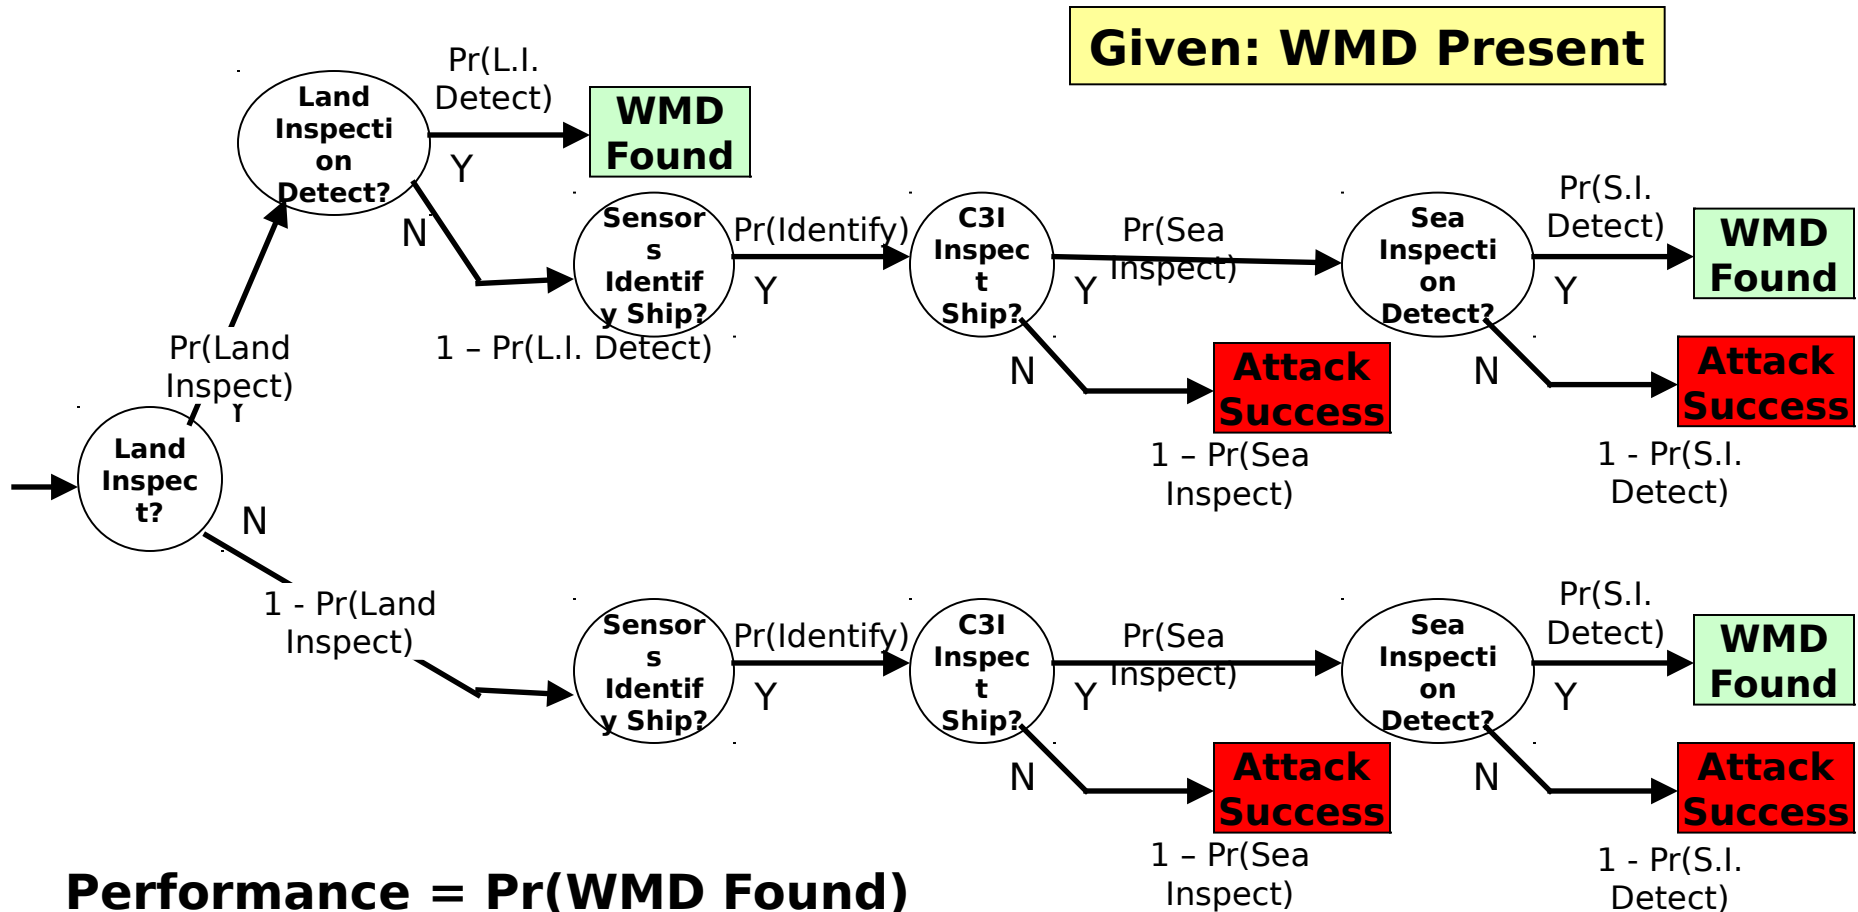 Given: WMD Present
Pr(L.I.
Detect)
Land
Inspecti
on
Detect?
Y
WMD
Found
N
Sensor
s
Identif
y Ship?
Pr(Identify)
Y
C3I
Inspec
t
Ship?
Pr(Sea
Inspect)
Y
Sea
Inspecti
on
Detect?
Pr(S.I.
Detect)
Y
WMD
Found
Pr(Land
Inspect)
Y
1 – Pr(L.I. Detect)
N
Attack
Success
1 – Pr(Sea
Inspect)
N
Attack
Success
1 - Pr(S.I.
Detect)
Land
Inspec
t?
N
1 - Pr(Land
Inspect)
Sensor
s
Identif
y Ship?
Pr(Identify)
Y
C3I
Inspec
t
Ship?
Pr(Sea
Inspect)
Y
Sea
Inspecti
on
Detect?
Pr(S.I.
Detect)
Y
WMD
Found
N
Attack
Success
1 – Pr(Sea
Inspect)
N
Attack
Success
1 - Pr(S.I.
Detect)
Performance = Pr(WMD Found)